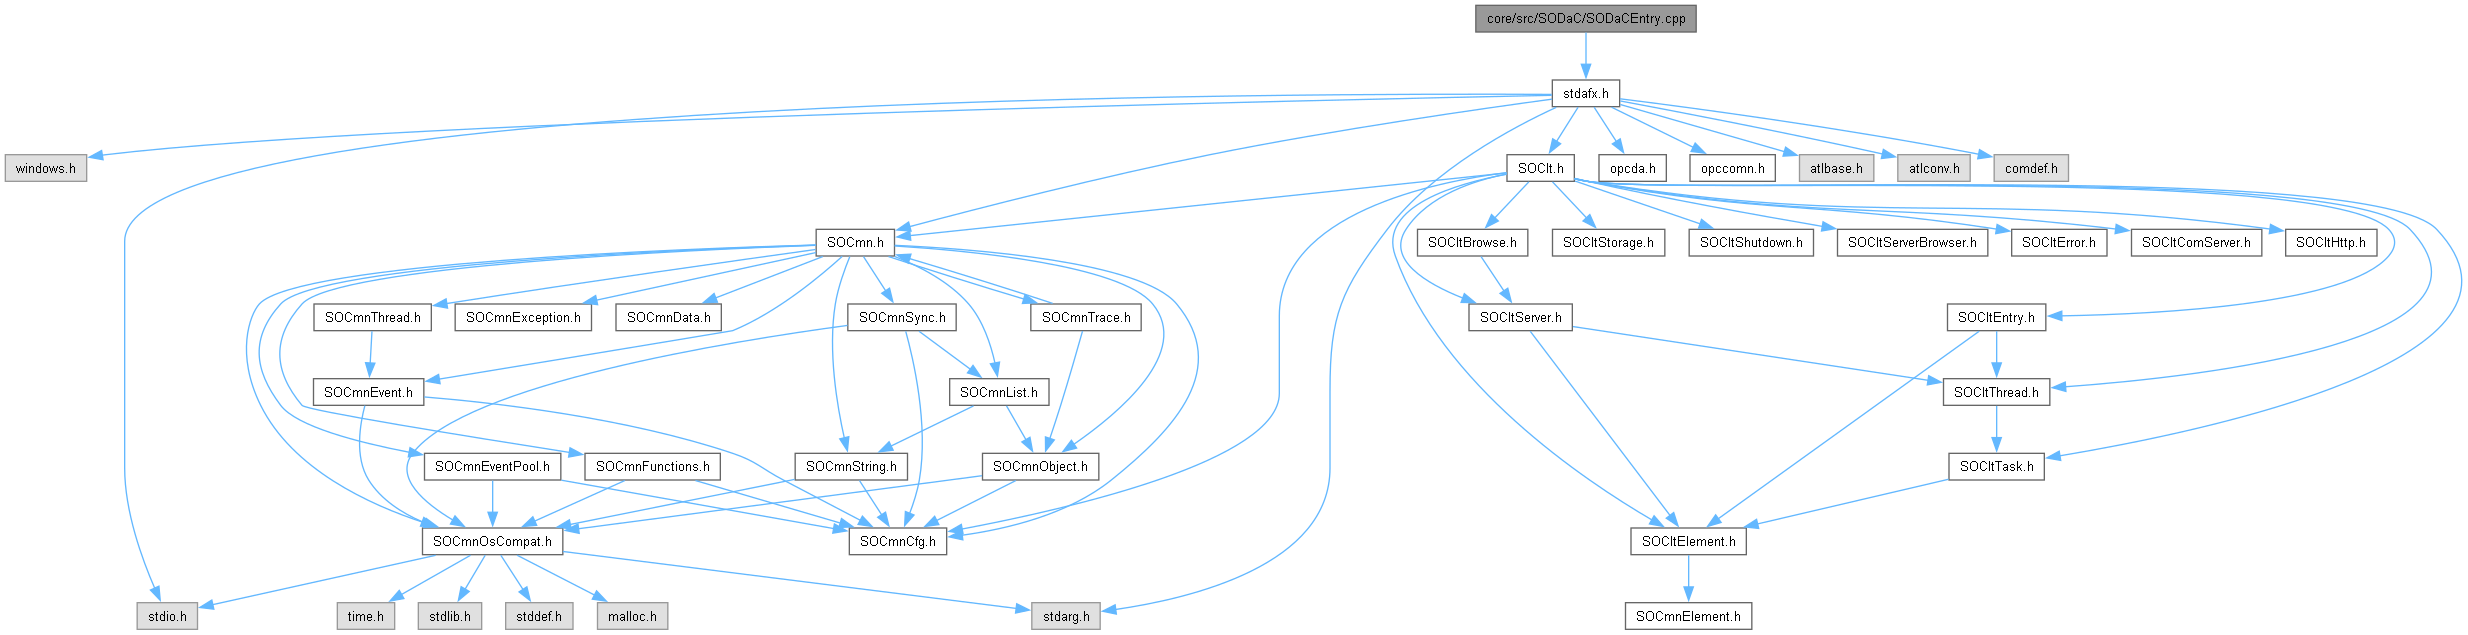 core/src/SODaC/SODaCEntry.cpp
stdafx.h
windows.h
SOClt.h
opcda.h
opccomn.h
atlbase.h
atlconv.h
comdef.h
SOCmn.h
SOCltBrowse.h
SOCltStorage.h
SOCltShutdown.h
SOCltServerBrowser.h
SOCltError.h
SOCltComServer.h
SOCltHttp.h
SOCmnThread.h
SOCmnException.h
SOCmnData.h
SOCmnSync.h
SOCmnTrace.h
SOCltServer.h
SOCltEntry.h
SOCmnEvent.h
SOCmnList.h
SOCltThread.h
SOCmnEventPool.h
SOCmnFunctions.h
SOCmnString.h
SOCmnObject.h
SOCltTask.h
SOCmnOsCompat.h
SOCmnCfg.h
SOCltElement.h
stdio.h
time.h
stdlib.h
stddef.h
malloc.h
stdarg.h
SOCmnElement.h